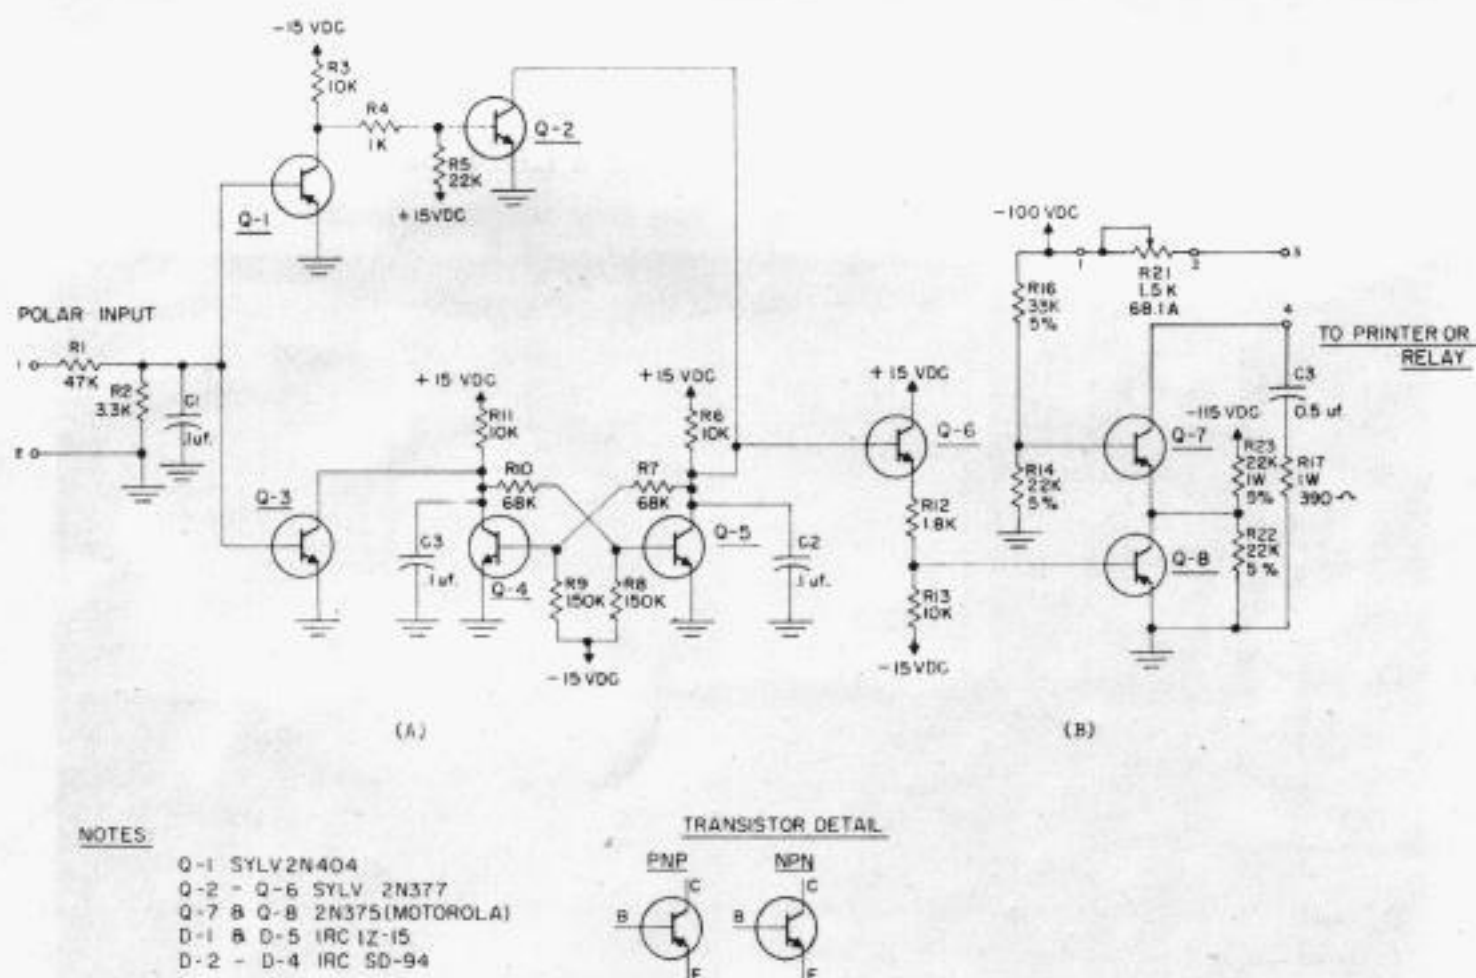 -15 VDC
R3
10K
R4
1K
Q-2
R5
22K
+15VDC
Q-1
-100 VDC
1
2
3
R21
1.5 K
68.1A
R16
33K
5%
4
POLAR INPUT
TO PRINTER OR
RELAY
1
R1
47K
R2
3.3K
C1
.1uf.
2
+15 VDC
+15 VDC
+15 VDC
R11
10K
R6
10K
Q-6
Q-7
-115 VDC
C3
0.5 uf.
R10
68K
R7
68K
R23
22K
1W
5%
R17
1W
390
Q-3
R14
22K
5%
R12
1.8K
C3
.1uf.
Q-4
Q-5
C2
.1uf.
R9
150K
R8
150K
Q-8
R22
22K
5%
R13
10K
-15 VDC
-15 VDC
(A)
(B)
NOTES:
TRANSISTOR DETAIL
Q-1 SYLV 2N404
Q-2 - Q-6 SYLV 2N377
Q-7 & Q-8 2N375 (MOTOROLA)
D-1 & D-5 IRC 1Z-15
D-2 - D-4 IRC SD-94
PNP
NPN
C
C
B
B
E
E